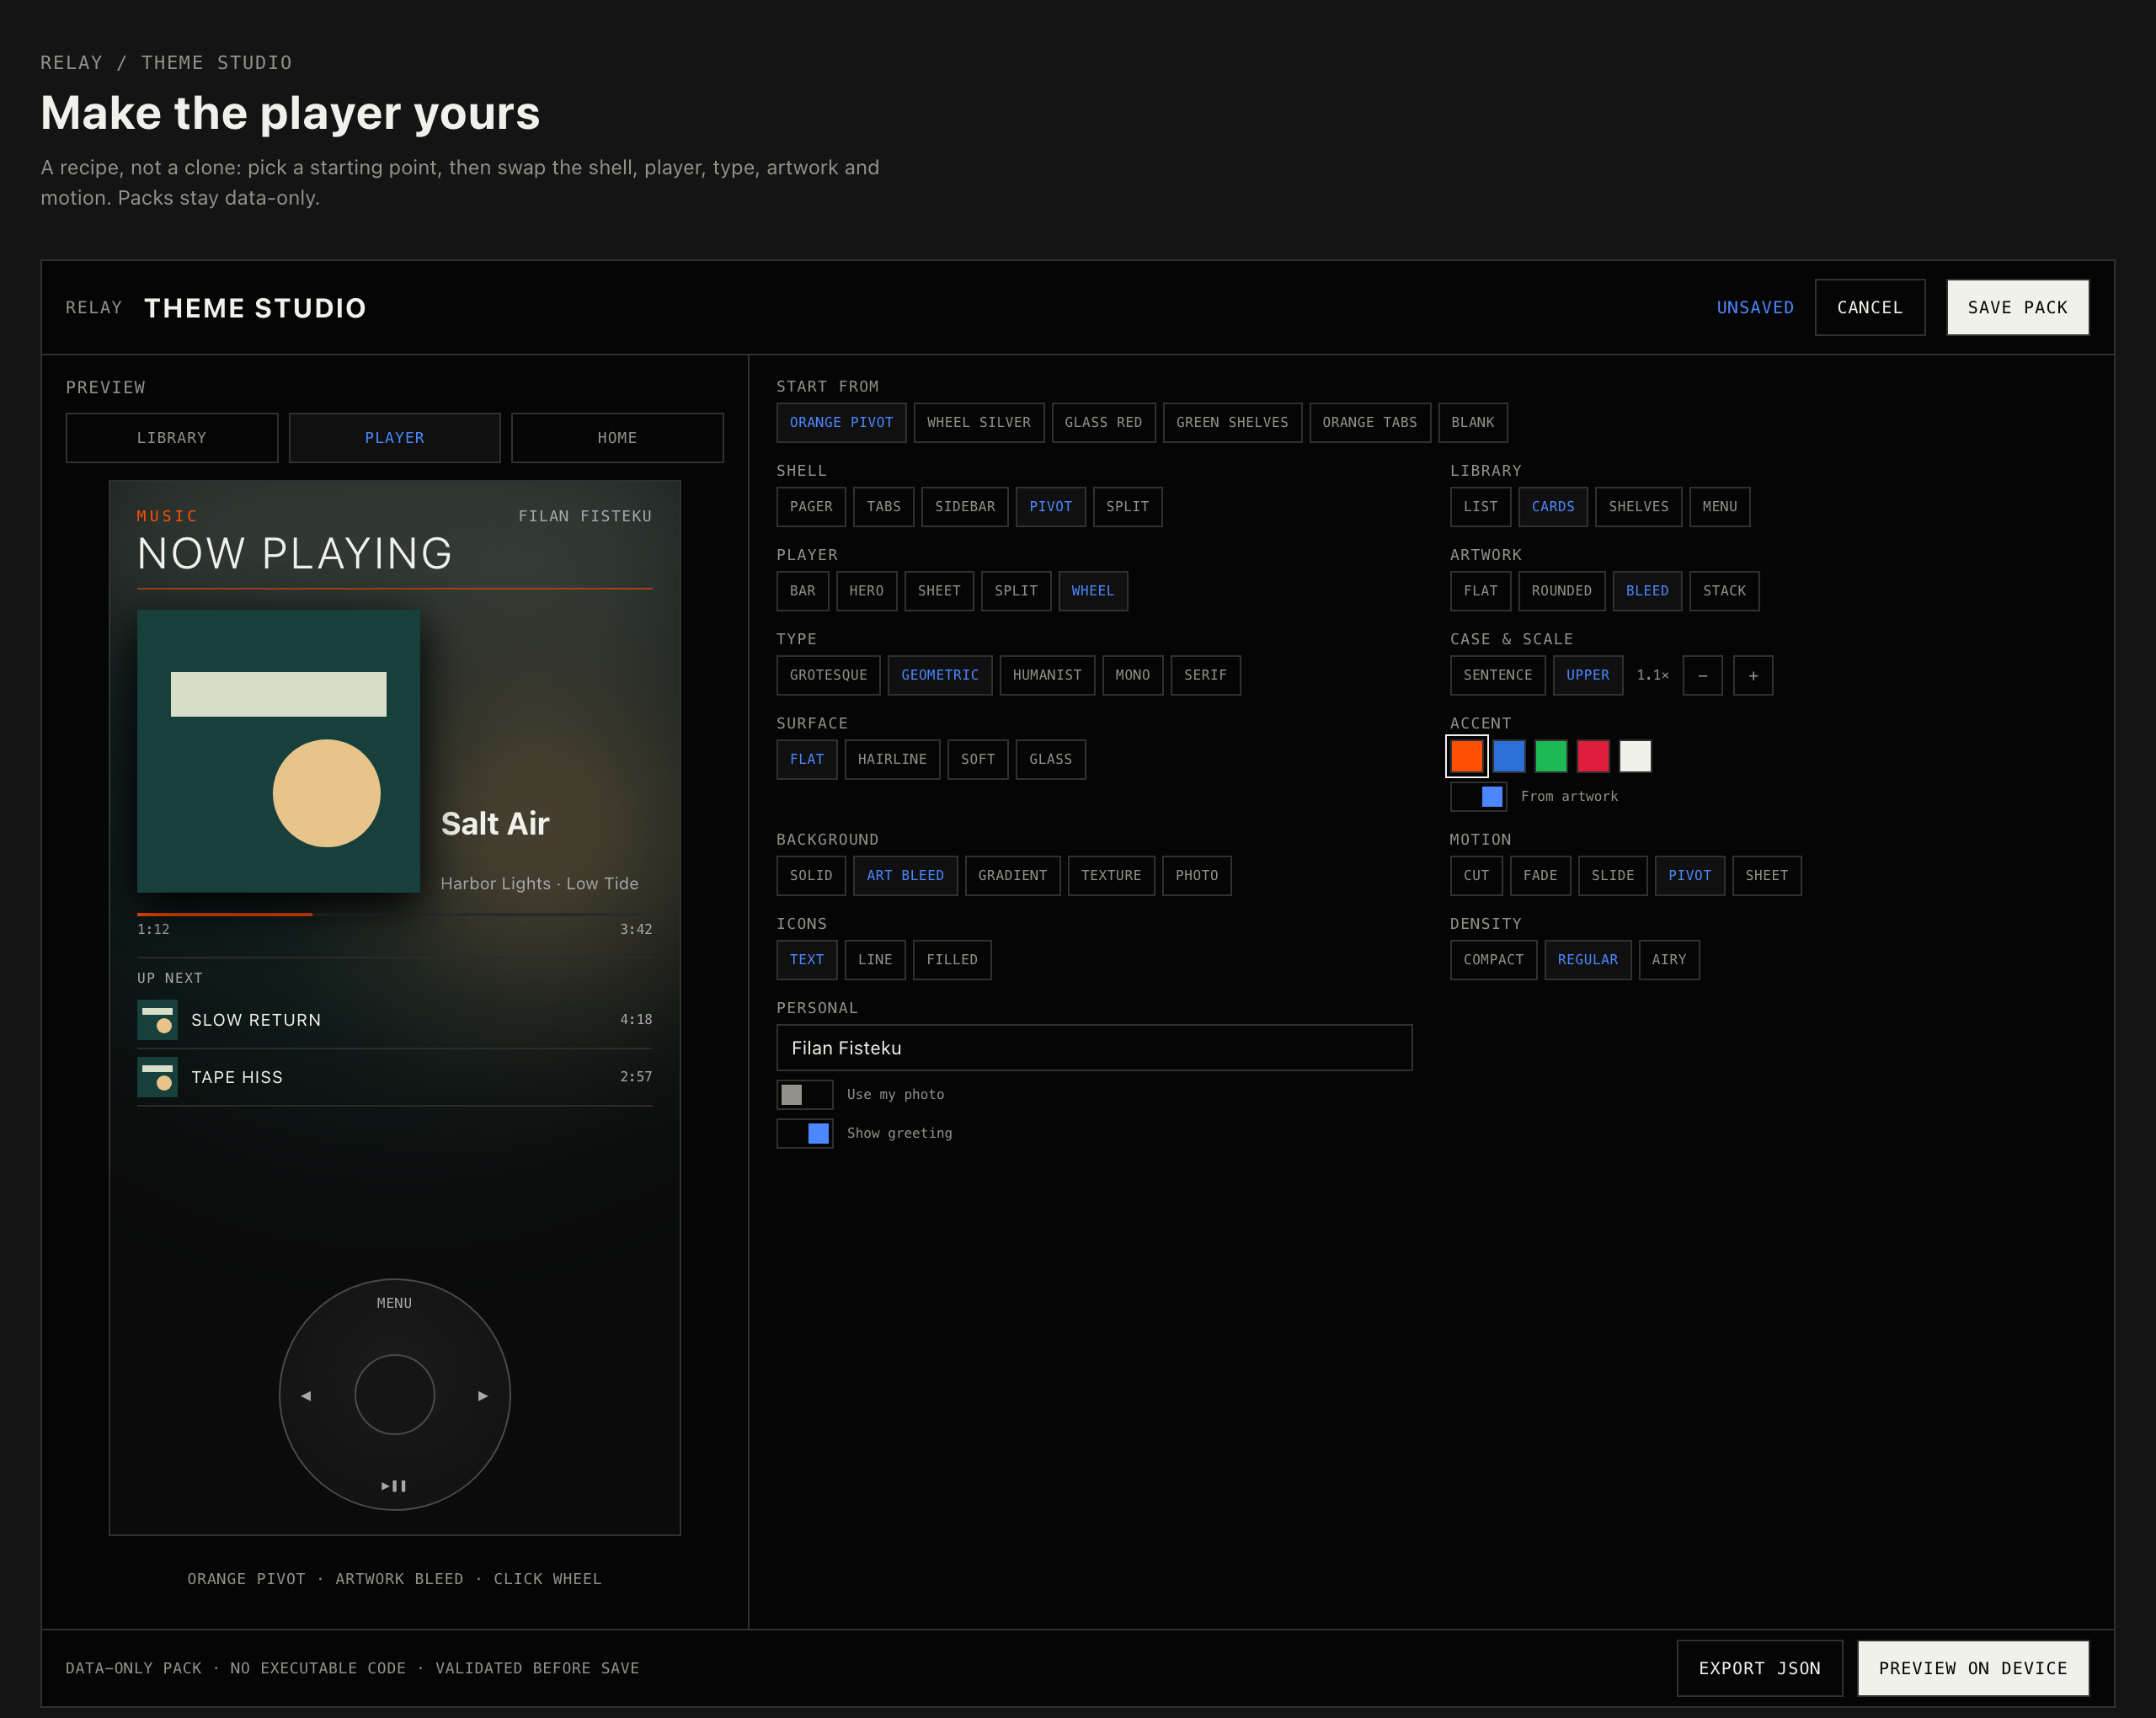 RELAY / THEME STUDIO
Make the player yours
A recipe, not a clone: pick a starting point, then swap the shell, player, type, artwork and
motion. Packs stay data-only.
RELAY THEME STUDIO
UNSAVED
CANCEL
SAVE PACK
PREVIEW
LIBRARY
PLAYER
HOME
MUSIC
FILAN FISTEKU
NOW PLAYING
Salt Air
Harbor Lights · Low Tide
1:12
3:42
UP NEXT
SLOW RETURN 4:18
TAPE HISS 2:57
MENU
ORANGE PIVOT · ARTWORK BLEED · CLICK WHEEL
START FROM
ORANGE PIVOT WHEEL SILVER GLASS RED GREEN SHELVES ORANGE TABS BLANK
SHELL
PAGER TABS SIDEBAR PIVOT SPLIT
LIBRARY
LIST CARDS SHELVES MENU
PLAYER
BAR HERO SHEET SPLIT WHEEL
ARTWORK
FLAT ROUNDED BLEED STACK
TYPE
GROTESQUE GEOMETRIC HUMANIST MONO SERIF
CASE & SCALE
SENTENCE UPPER 1.1× − +
SURFACE
FLAT HAIRLINE SOFT GLASS
ACCENT
From artwork
BACKGROUND
SOLID ART BLEED GRADIENT TEXTURE PHOTO
MOTION
CUT FADE SLIDE PIVOT SHEET
ICONS
TEXT LINE FILLED
DENSITY
COMPACT REGULAR AIRY
PERSONAL
Filan Fisteku
Use my photo
Show greeting
DATA-ONLY PACK · NO EXECUTABLE CODE · VALIDATED BEFORE SAVE
EXPORT JSON
PREVIEW ON DEVICE